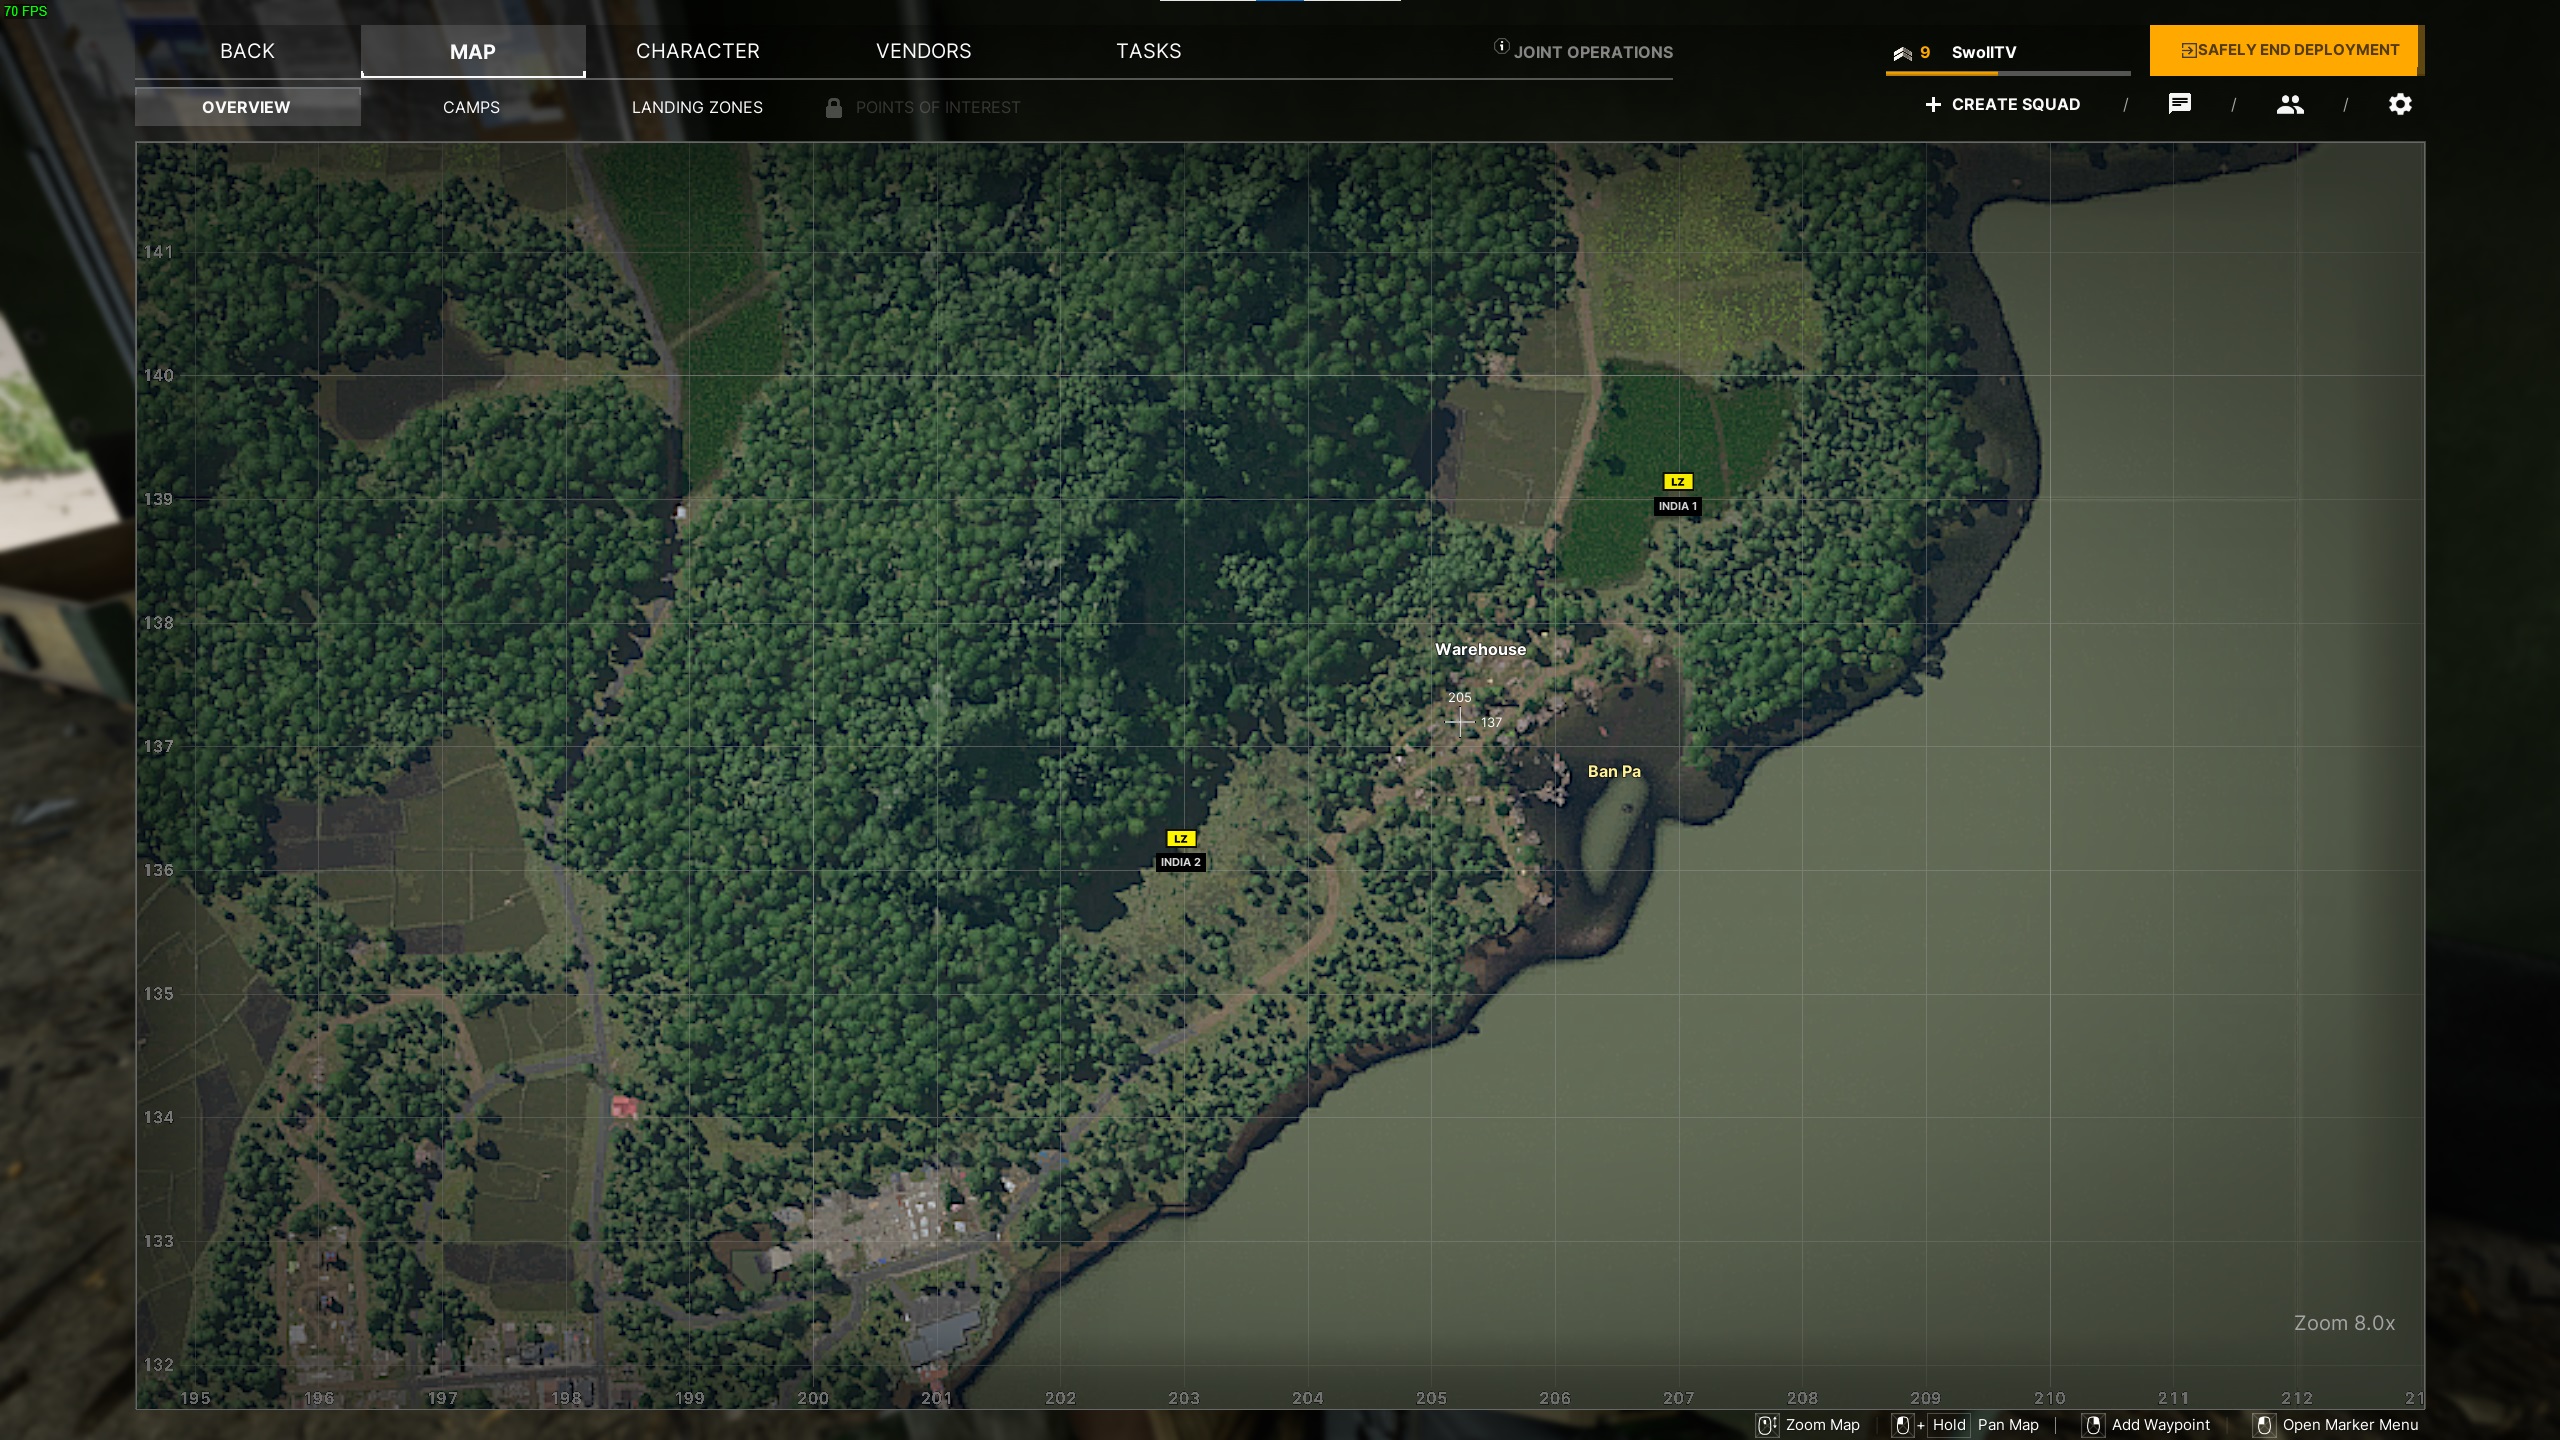 70 FPS
BACK
MAP
CHARACTER
VENDORS
TASKS
JOINT OPERATIONS
9 SwollTV
SAFELY END DEPLOYMENT
OVERVIEW
CAMPS
LANDING ZONES
POINTS OF INTEREST
+ CREATE SQUAD / / /
141
140
139
138
137
136
135
134
133
132
LZ
INDIA 1
Warehouse
205
137
Ban Pa
LZ
INDIA 2
Zoom 8.0x
195 196 197 198 199 200 201 202 203 204 205 206 207 208 209 210 211 212 21
Zoom Map + Hold Pan Map | Add Waypoint Open Marker Menu